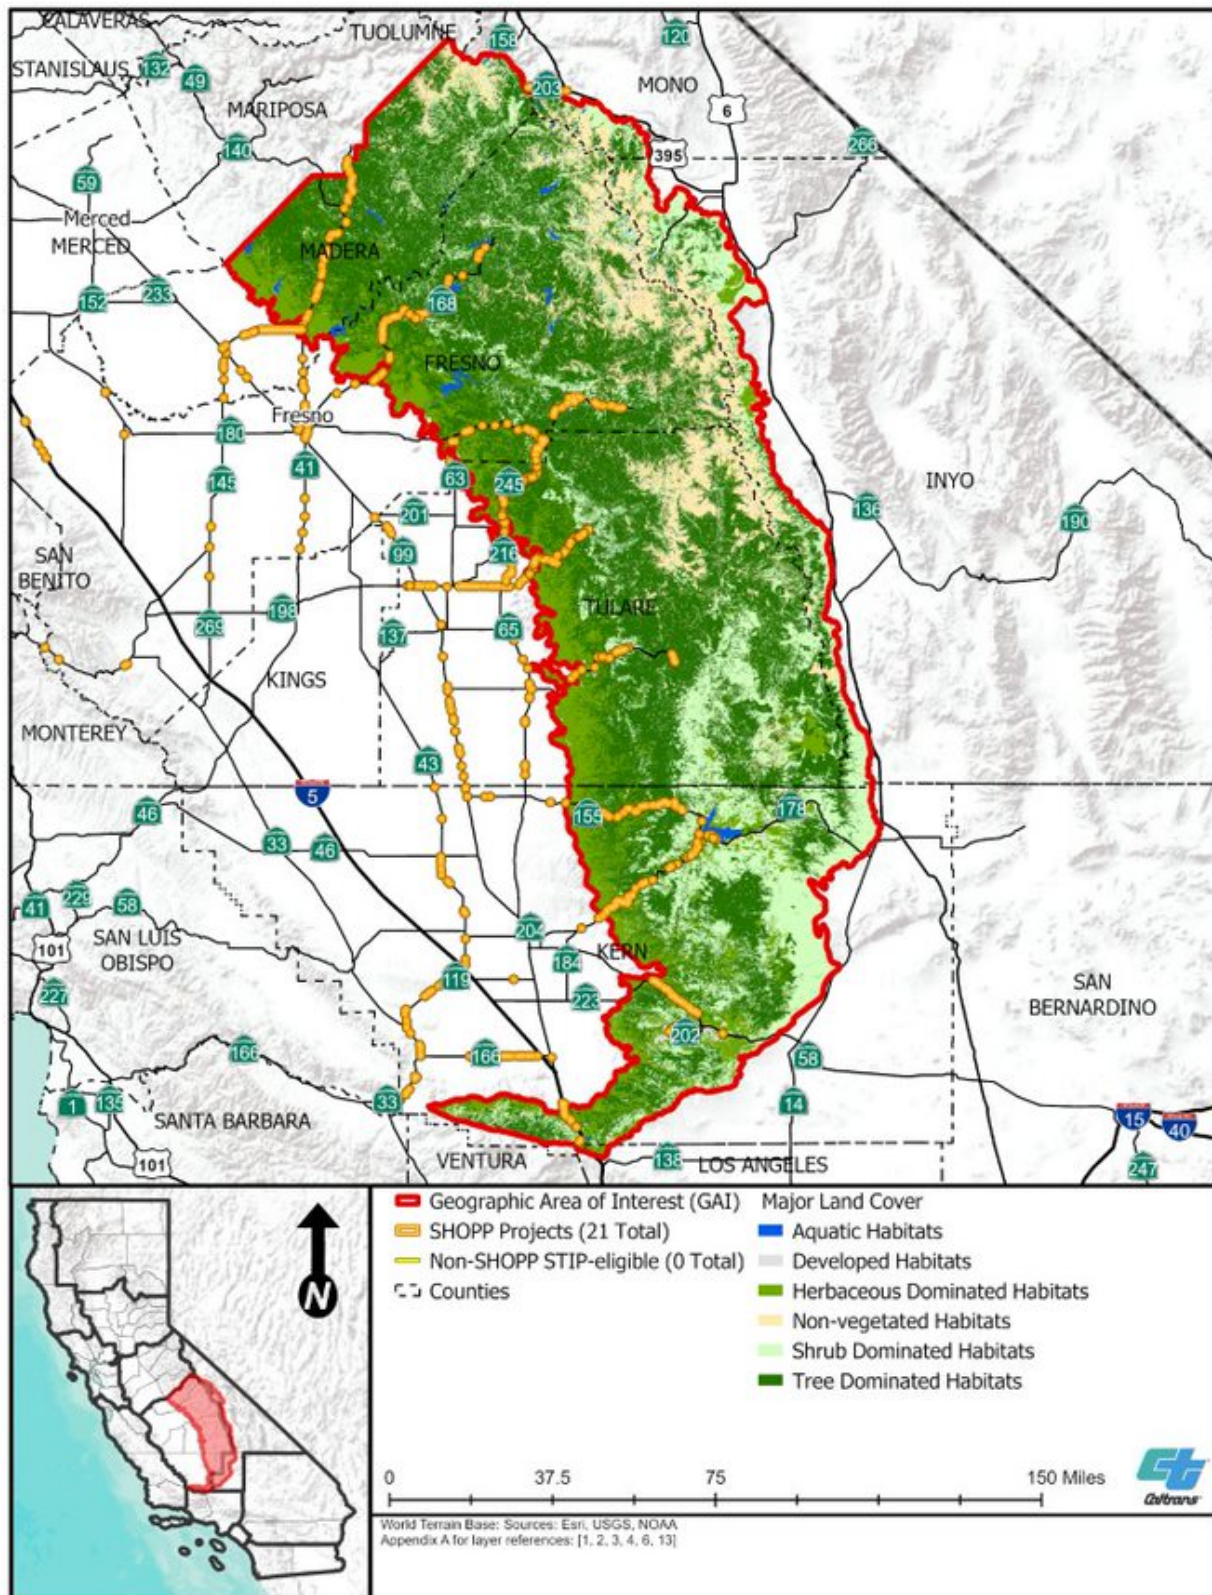 CALAVERAS
TUOLUMNE
158
120
STANISLAUS
132
49
203
MONO
MARIPOSA
6
140
395
266
59
Merced
MERCED
MADERA
152
233
168
FRESNO
Fresno
180
41
63
245
INYO
145
136
190
201
99
216
SAN
BENITO
TULARE
269
198
137
65
KINGS
MONTEREY
43
5
46
155
178
33
46
41
229
58
101
SAN LUIS
OBISPO
204
KERN
184
119
223
227
SAN
BERNARDINO
202
166
166
58
1
135
33
14
SANTA BARBARA
15
40
101
VENTURA
138
LOS ANGELES
247
N
Geographic Area of Interest (GAI)
SHOPP Projects (21 Total)
Non-SHOPP STIP-eligible (0 Total)
Counties
Major Land Cover
Aquatic Habitats
Developed Habitats
Herbaceous Dominated Habitats
Non-vegetated Habitats
Shrub Dominated Habitats
Tree Dominated Habitats
0 37.5 75 150 Miles
Caltrans
World Terrain Base: Sources: Esri, USGS, NOAA
Appendix A for layer references: [1, 2, 3, 4, 6, 13]